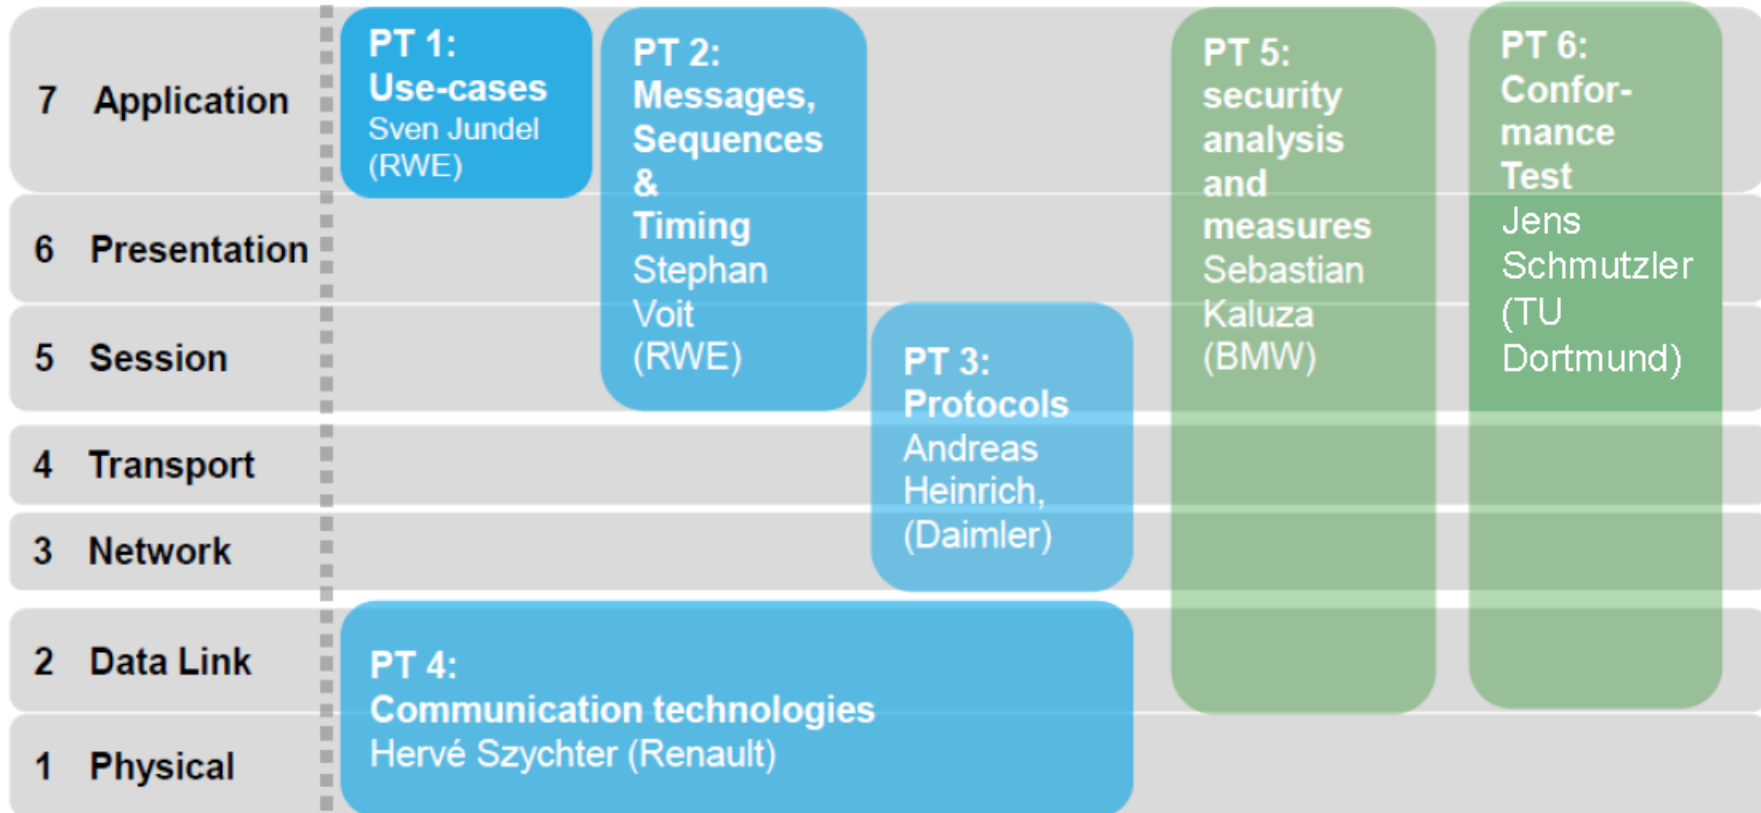 7 Application
6 Presentation
5 Session
4 Transport
3 Network
2 Data Link
1 Physical
PT 1:
Use-cases
Sven Jundel
(RWE)
PT 2:
Messages,
Sequences
&
Timing
Stephan
Voit
(RWE)
PT 3:
Protocols
Andreas
Heinrich,
(Daimler)
PT 4:
Communication technologies
Hervé Szychter (Renault)
PT 5:
security
analysis
and
measures
Sebastian
Kaluza
(BMW)
PT 6:
Confor-
mance
Test
Jens
Schmutzler
(TU
Dortmund)